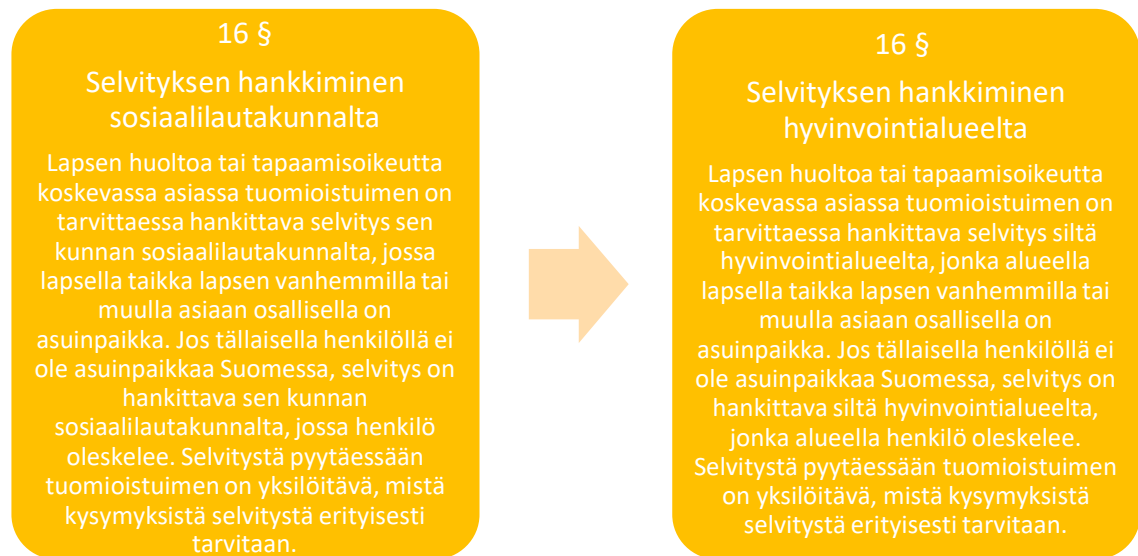 16 §
Selvityksen hankkiminen
sosiaalilautakunnalta
Lapsen huoltoa tai tapaamisoikeutta
koskevassa asiassa tuomioistuimen on
tarvittaessa hankittava selvitys sen
kunnan sosiaalilautakunnalta, jossa
lapsella taikka lapsen vanhemmilla tai
muulla asiaan osallisella on
asuinpaikka. Jos tällaisella henkilöllä ei
ole asuinpaikkaa Suomessa, selvitys on
hankittava sen kunnan
sosiaalilautakunnalta, jossa henkilö
oleskelee. Selvitystä pyytäessään
tuomioistuimen on yksilöitävä, mistä
kysymyksistä selvitystä erityisesti
tarvitaan.
16 §
Selvityksen hankkiminen
hyvinvointialueelta
Lapsen huoltoa tai tapaamisoikeutta
koskevassa asiassa tuomioistuimen on
tarvittaessa hankittava selvitys siltä
hyvinvointialueelta, jonka alueella
lapsella taikka lapsen vanhemmilla tai
muulla asiaan osallisella on
asuinpaikka. Jos tällaisella henkilöllä ei
ole asuinpaikkaa Suomessa, selvitys on
hankittava siltä hyvinvointialueelta,
jonka alueella henkilö oleskelee.
Selvitystä pyytäessään tuomioistuimen
on yksilöitävä, mistä kysymyksistä
selvitystä erityisesti tarvitaan.